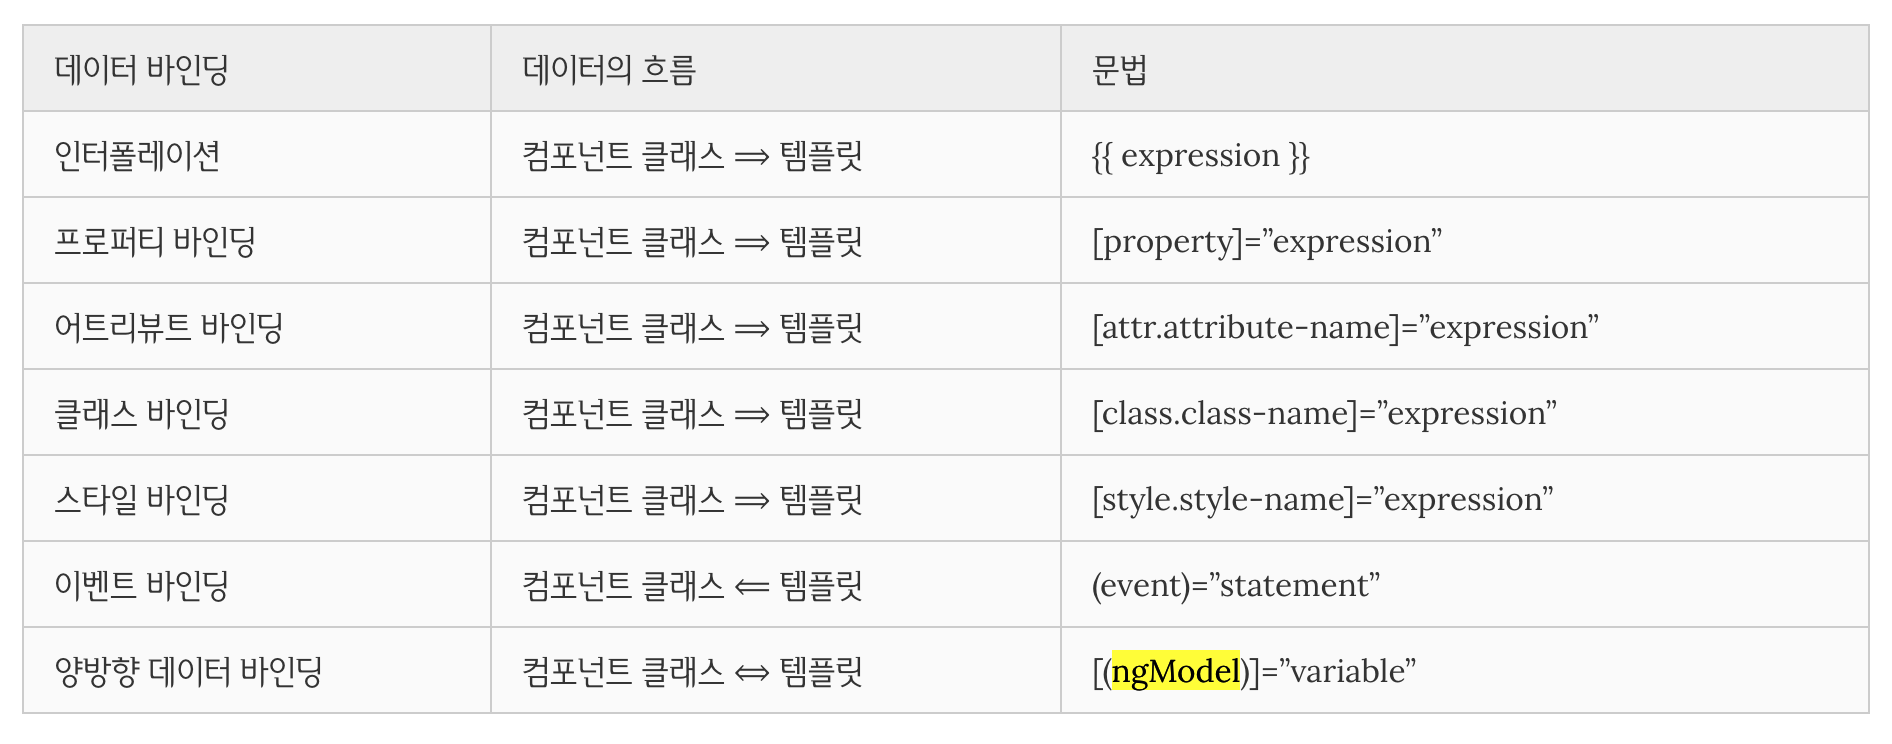 데이터 바인딩 데이터의 흐름 문법
인터폴레이션 컴포넌트 클래스 ⟹ 템플릿 {{ expression }}
프로퍼티 바인딩 컴포넌트 클래스 ⟹ 템플릿 [property]=”expression”
어트리뷰트 바인딩 컴포넌트 클래스 ⟹ 템플릿 [attr.attribute-name]=”expression”
클래스 바인딩 컴포넌트 클래스 ⟹ 템플릿 [class.class-name]=”expression”
스타일 바인딩 컴포넌트 클래스 ⟹ 템플릿 [style.style-name]=”expression”
이벤트 바인딩 컴포넌트 클래스 ⟸ 템플릿 (event)=”statement”
양방향 데이터 바인딩 컴포넌트 클래스 ⟺ 템플릿 [(ngModel)]=”variable”